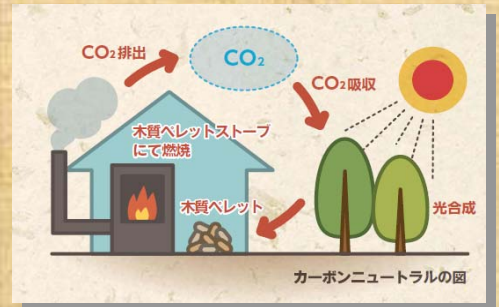 CO2排出
CO2
CO2吸収
木質ペレットストーブ
にて燃焼
木質ペレット
光合成
カーボンニュートラルの図